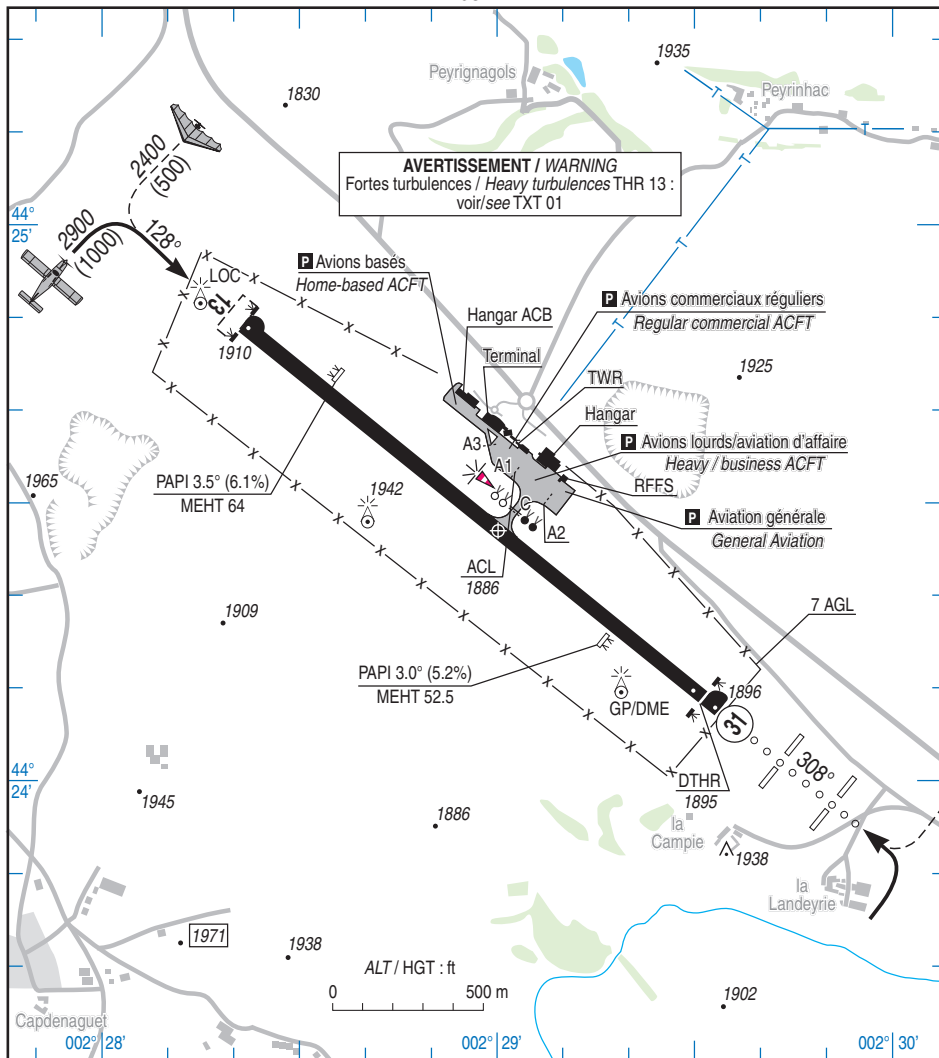 1935
Peyrignagols
Peyrinhac
1830
2400
(500)
AVERTISSEMENT / WARNING
Fortes turbulences / Heavy turbulences THR 13 :
voir/see TXT 01
44°
25'
2900
(1000)
128°
LOC
P Avions basés
Home-based ACFT
13
P Avions commerciaux réguliers
Regular commercial ACFT
Hangar ACB
1910
Terminal
1925
TWR
Hangar
A3
P Avions lourds/aviation d'affaire
Heavy / business ACFT
A1
PAPI 3.5° (6.1%)
MEHT 64
1965
1942
RFFS
C
P Aviation générale
General Aviation
A2
ACL
1886
1909
7 AGL
PAPI 3.0° (5.2%)
MEHT 52.5
1896
GP/DME
31
308°
44°
24'
DTHR
1895
1945
1886
la
Campie
1938
la
Landeyrie
1971
1938
ALT / HGT : ft
0 500 m
1902
Capdenaguet
002° 28'
002° 29'
002° 30'
T
T
T
T